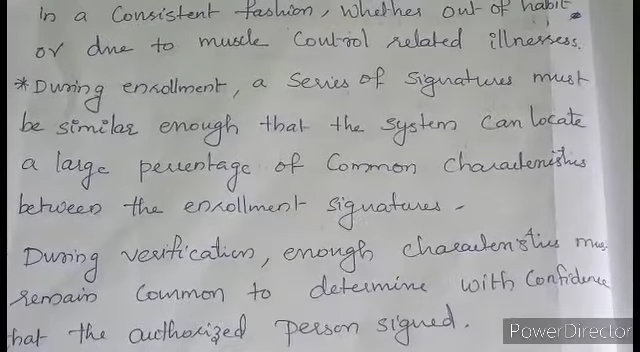 in a consistent fashion, whether out of habit
or due to muscle control related illnessess.
*During enrollment, a series of signatures must
be similar enough that the system can locate
a large percentage of common characteristics
between the enrollment signatures -
During verification, enough characteristics mus
remain common to determine with confidence
that the authorized person signed.
PowerDirector